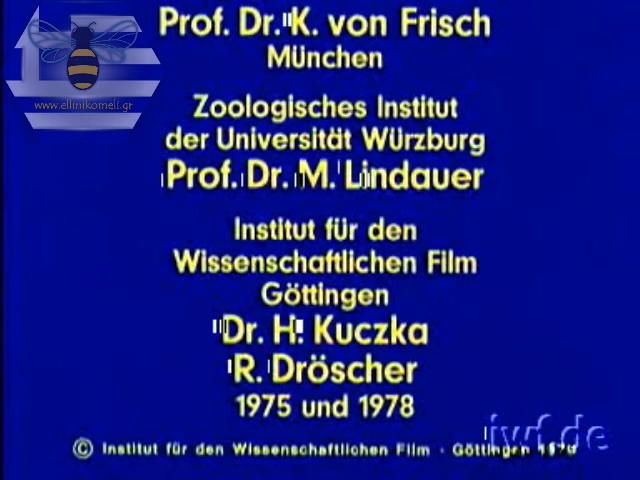 Prof. Dr. K. von Frisch
München
www.ellinikomeli.gr
Zoologisches Institut
der Universität Würzburg
Prof. Dr. M. Lindauer
Institut für den
Wissenschaftlichen Film
Göttingen
Dr. H. Kuczka
R. Dröscher
1975 und 1978
iwf.de
© Institut für den Wissenschaftlichen Film · Göttingen